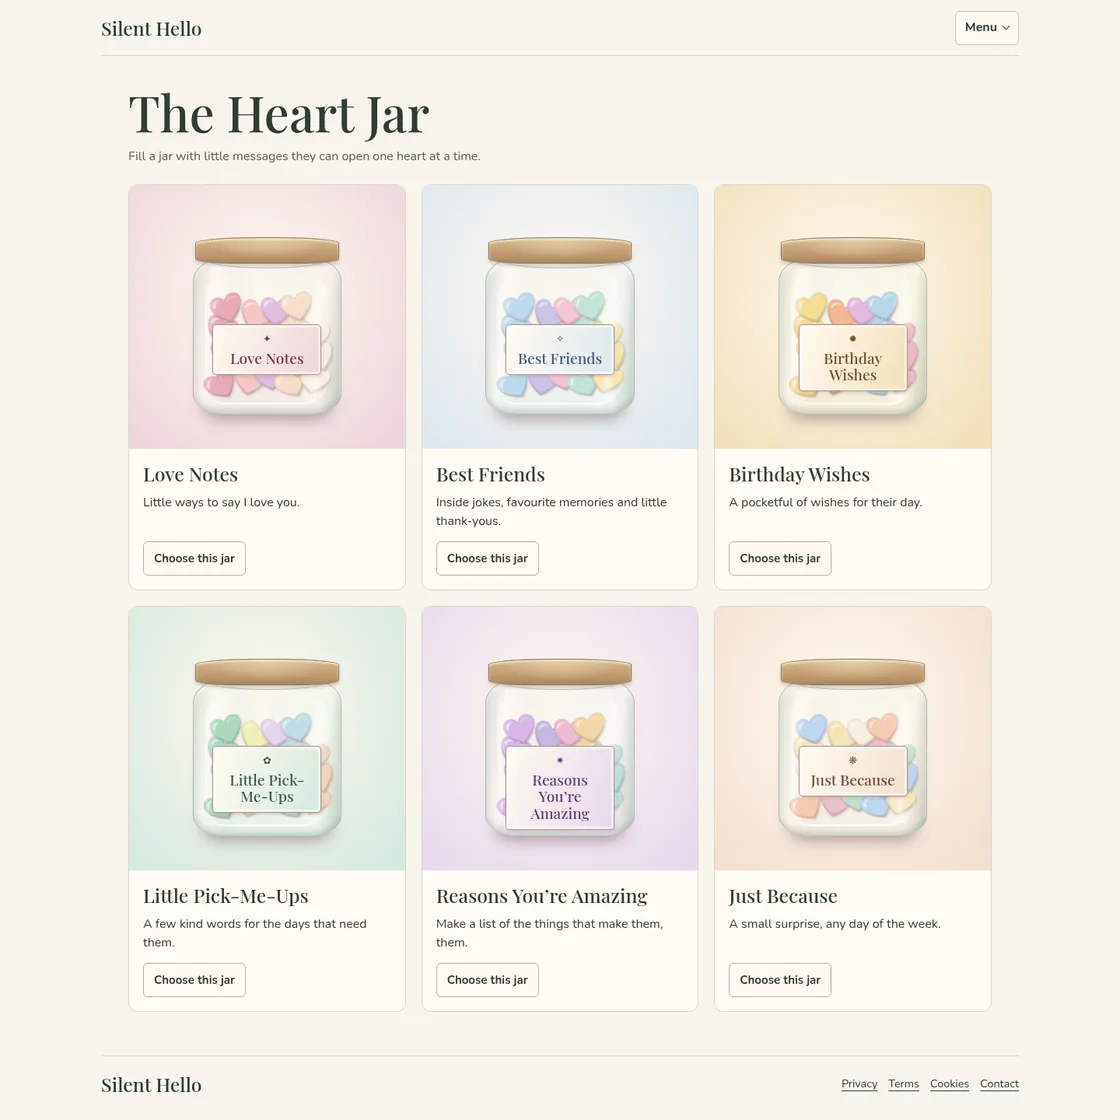 Silent Hello
Menu
The Heart Jar
Fill a jar with little messages they can open one heart at a time.
Love Notes
Best Friends
Birthday
Wishes
Love Notes
Little ways to say I love you.
Choose this jar
Best Friends
Inside jokes, favourite memories and little
thank-yous.
Choose this jar
Birthday Wishes
A pocketful of wishes for their day.
Choose this jar
Little Pick-
Me-Ups
Reasons
You’re
Amazing
Just Because
Little Pick-Me-Ups
A few kind words for the days that need
them.
Choose this jar
Reasons You’re Amazing
Make a list of the things that make them,
them.
Choose this jar
Just Because
A small surprise, any day of the week.
Choose this jar
Silent Hello
Privacy Terms Cookies Contact